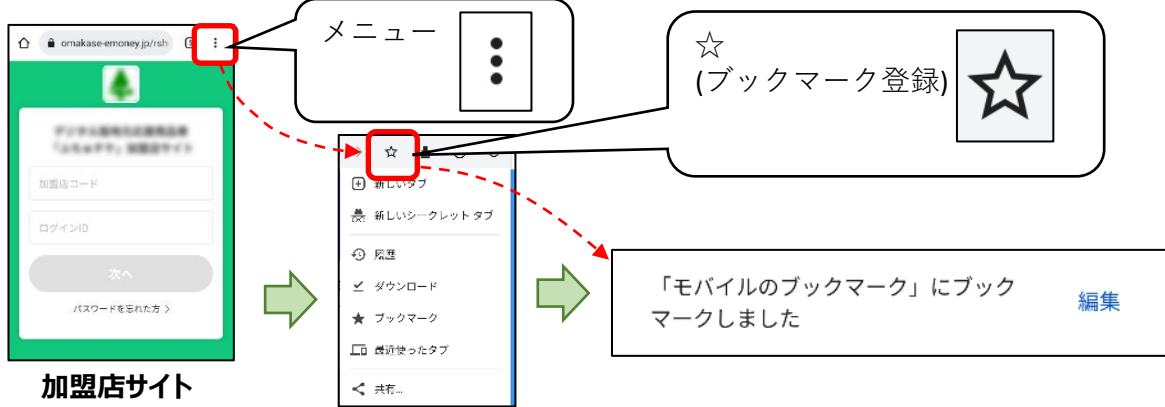 omakase-emoney.jp/rsh
加盟店コード
ログインID
次へ
パスワードを忘れた方 >
加盟店サイト
メニュー
☆
(ブックマーク登録)
新しいタブ
新しいシークレット タブ
履歴
ダウンロード
ブックマーク
最近使ったタブ
共有...
「モバイルのブックマーク」にブック
マークしました
編集